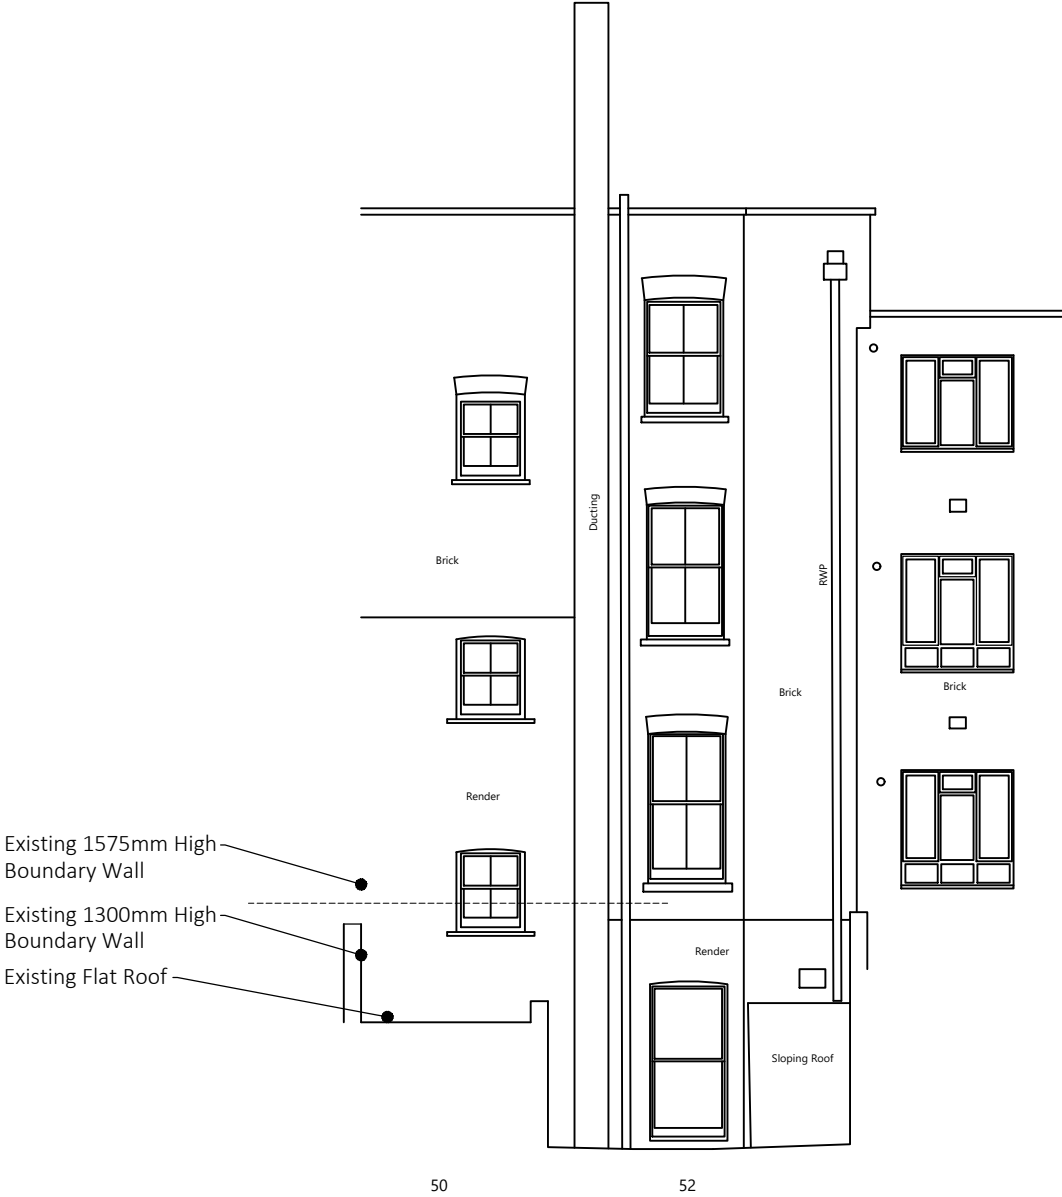 Ducting
Brick
RWP
Brick
Brick
Render
Existing 1575mm High
Boundary Wall
Existing 1300mm High
Boundary Wall
Render
Existing Flat Roof
Sloping Roof
50
52